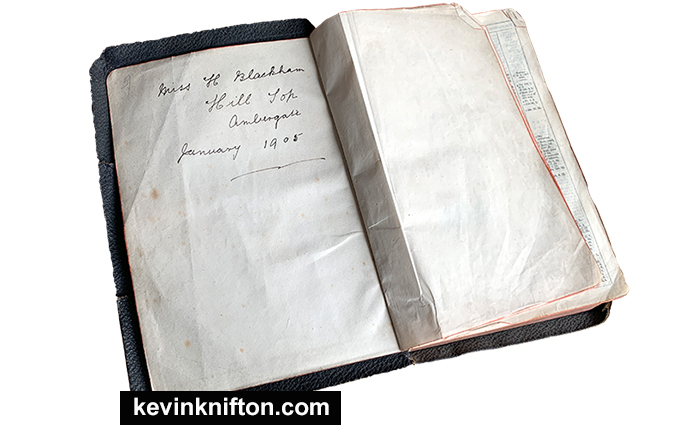 Miss H Blackham
Hill Top
Ambergate
January 1905
kevinknifton.com